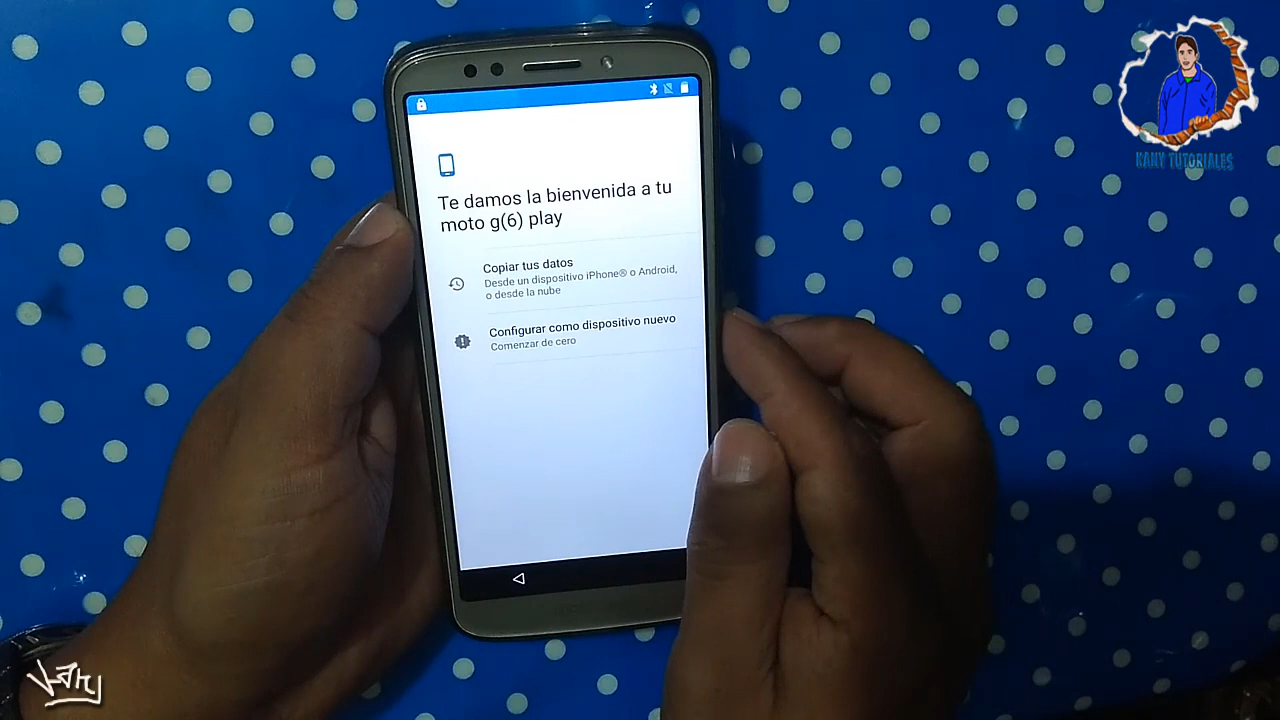 Te damos la bienvenida a tu
moto g(6) play
Copiar tus datos
Desde un dispositivo iPhone® o Android,
o desde la nube
Configurar como dispositivo nuevo
Comenzar de cero
KANY TUTORIALES
Kany